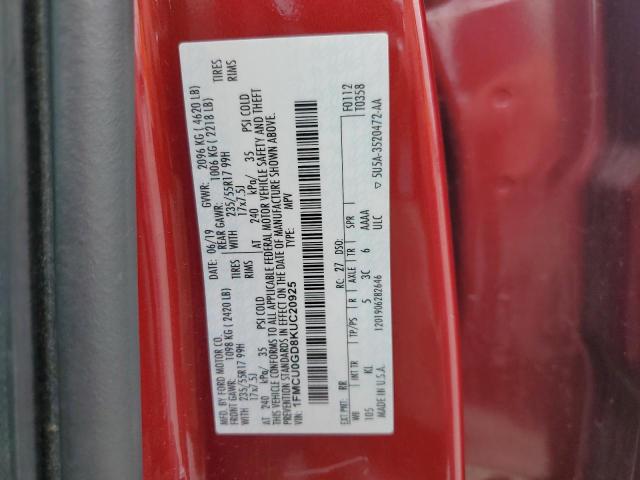 MFD. BY FORD MOTOR CO. DATE: 06/19 GVWR: 2096 KG ( 4620 LB)
FRONT GAWR: 1098 KG ( 2420 LB) REAR GAWR: 1006 KG ( 2218 LB)
235/55R17 99H WITH 235/55R17 99H TIRES
17x7.5J 17x7.5J RIMS
AT 240 kPa/ 35 PSI COLD AT 240 kPa/ 35 PSI COLD
THIS VEHICLE CONFORMS TO ALL APPLICABLE FEDERAL MOTOR VEHICLE SAFETY AND THEFT
PREVENTION STANDARDS IN EFFECT ON THE DATE OF MANUFACTURE SHOWN ABOVE.
VIN: 1FMCU0GD8KUC20925 TYPE: MPV
F0112
T0358
EXT PNT: RR RC: 27 DSO:
WB INT TR TP/PS R AXLE TR SPR
105 KL 5 3C 6 AAAA
MADE IN U.S.A. 1201906282646 ULC ▽ 5U5A-3520472-AA
TIRES
RIMS